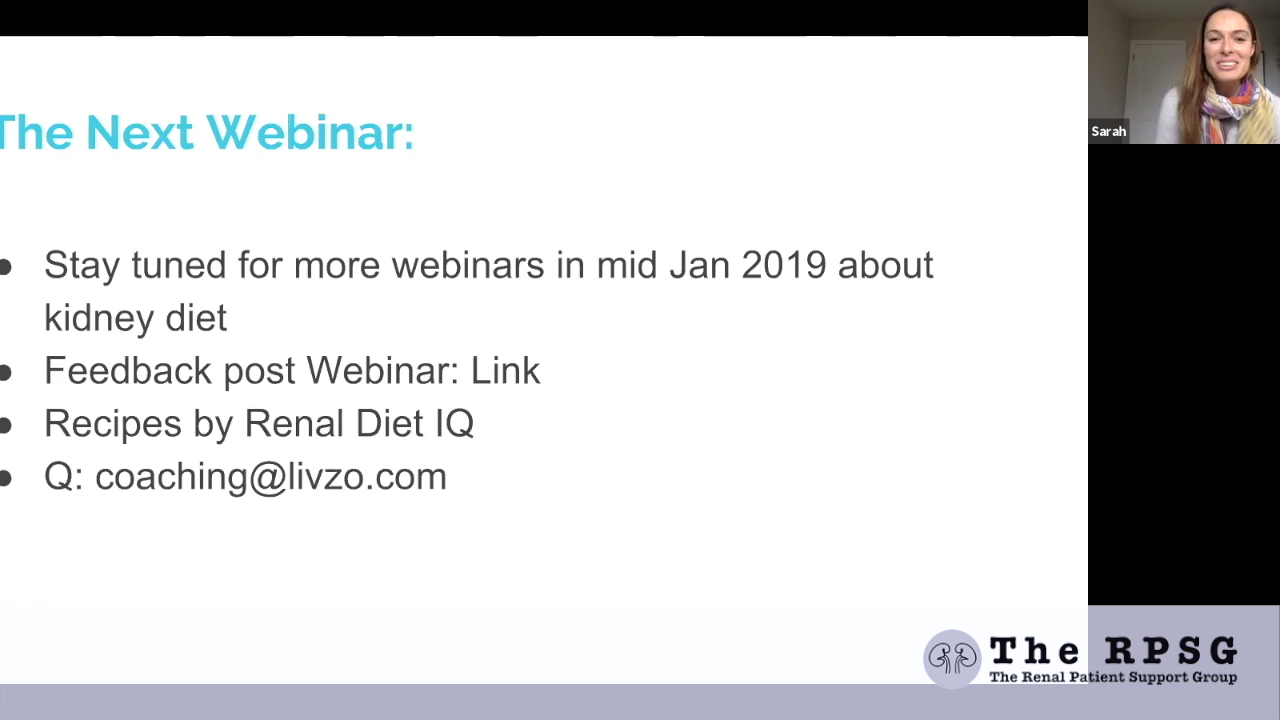 The Next Webinar:
● Stay tuned for more webinars in mid Jan 2019 about
kidney diet
● Feedback post Webinar: Link
● Recipes by Renal Diet IQ
● Q: coaching@livzo.com
Sarah
The RPSG
The Renal Patient Support Group